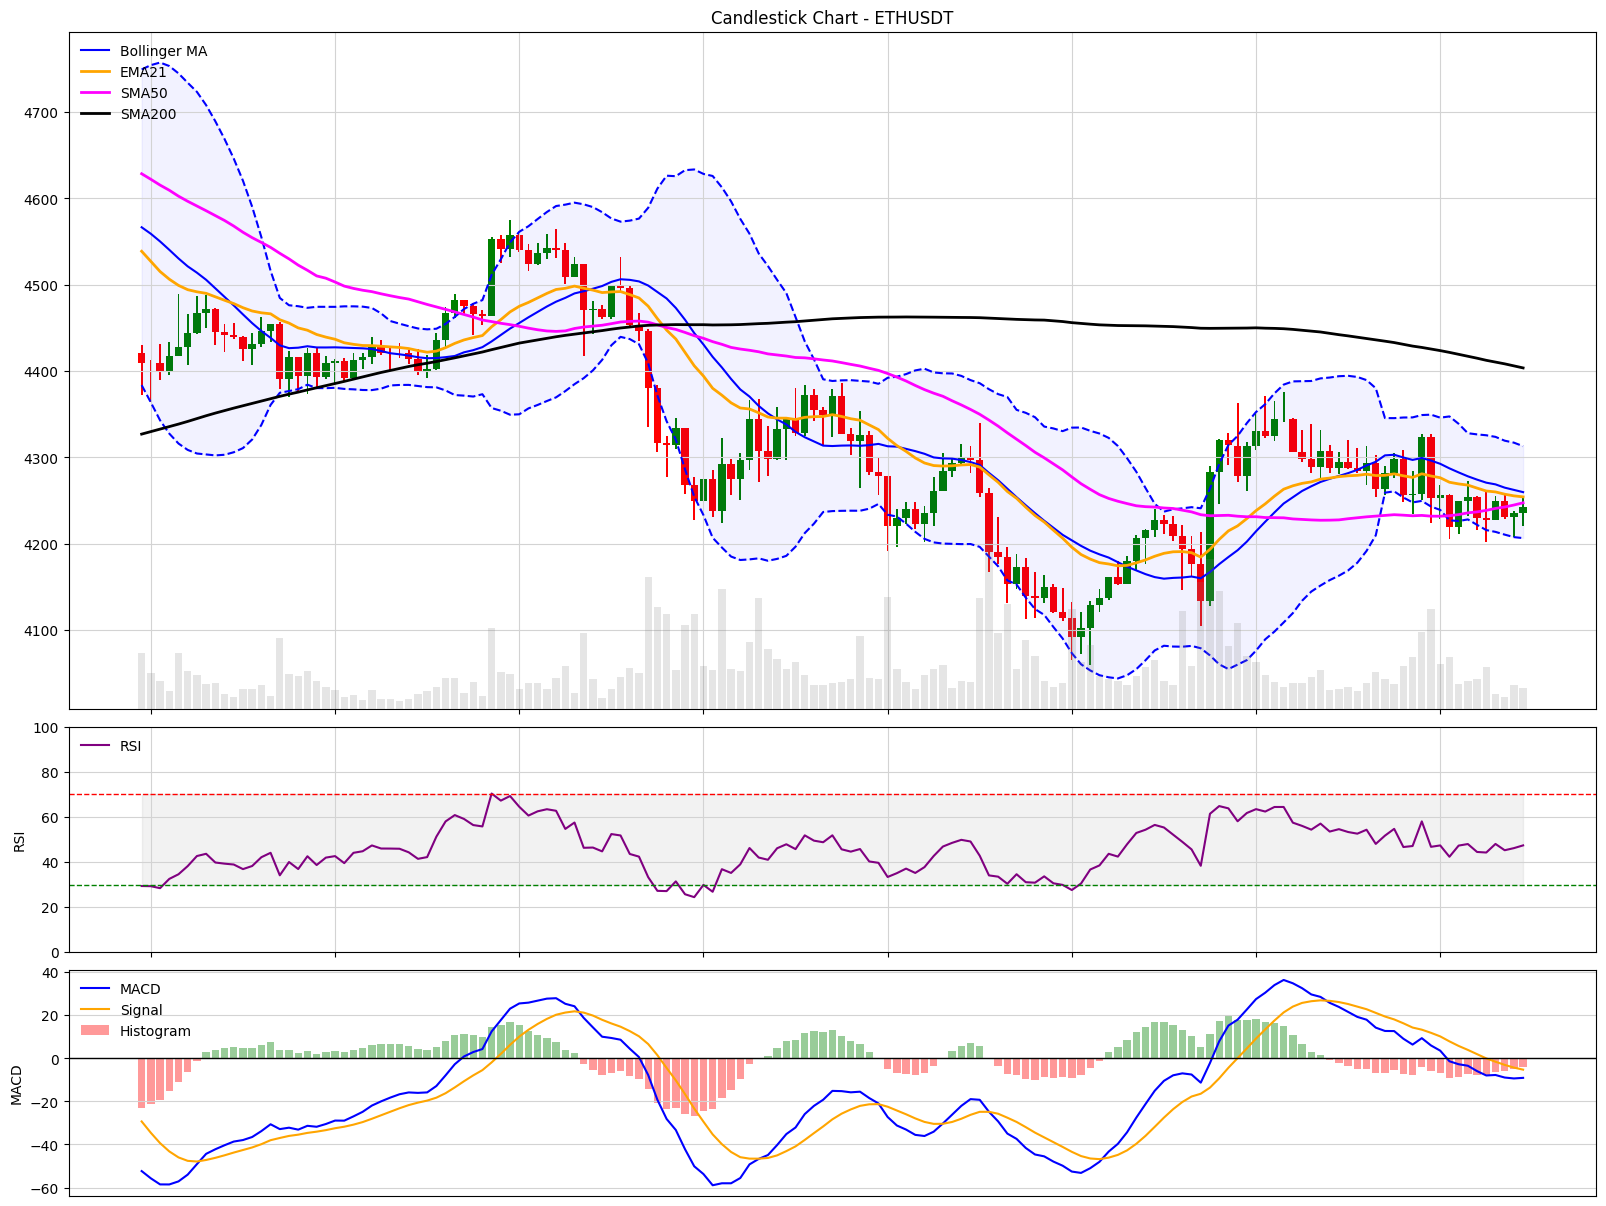 Candlestick Chart - ETHUSDT
Bollinger MA
EMA21
SMA50
SMA200
4700
4600
4500
4400
4300
4200
4100
RSI
100
80
60
40
20
0
RSI
MACD
Signal
Histogram
40
20
0
−20
−40
−60
MACD